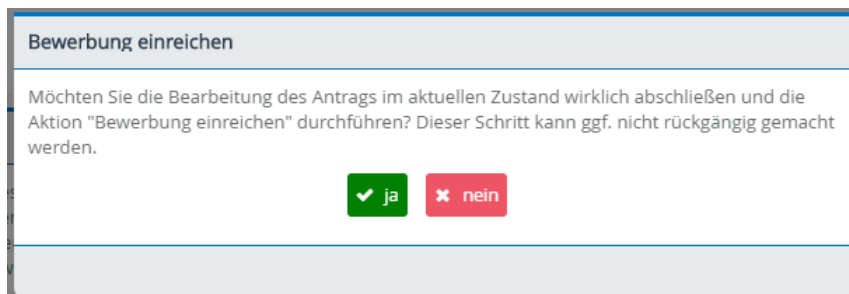 Bewerbung einreichen
Möchten Sie die Bearbeitung des Antrags im aktuellen Zustand wirklich abschließen und die
Aktion "Bewerbung einreichen" durchführen? Dieser Schritt kann ggf. nicht rückgängig gemacht
werden.
ja
nein